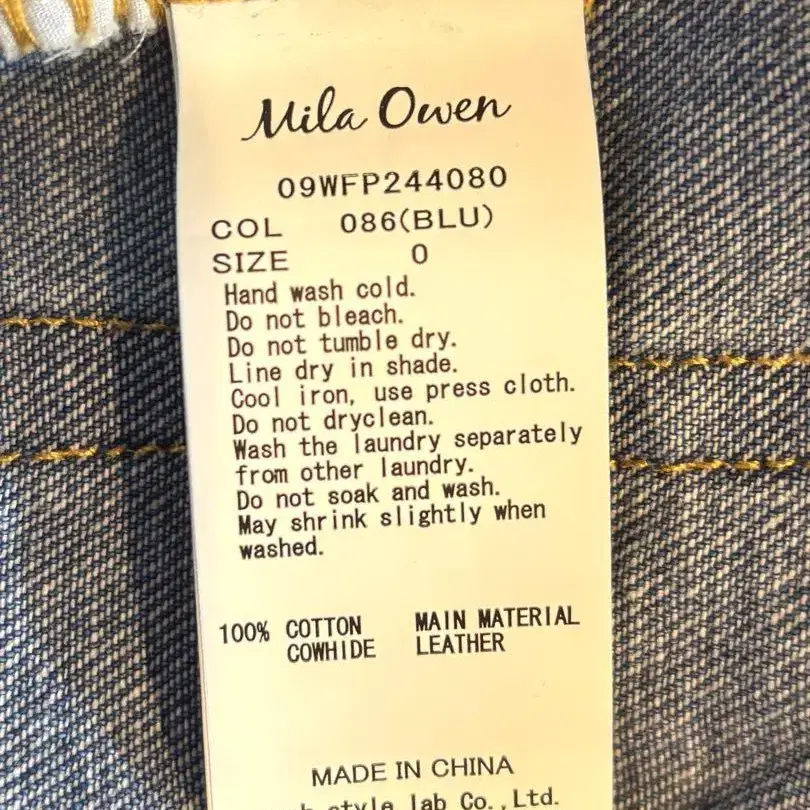 Mila Owen
09WFP244080
COL 086(BLU)
SIZE 0
Hand wash cold.
Do not bleach.
Do not tumble dry.
Line dry in shade.
Cool iron, use press cloth.
Do not dryclean.
Wash the laundry separately
from other laundry.
Do not soak and wash.
May shrink slightly when
washed.
100% COTTON MAIN MATERIAL
COWHIDE LEATHER
MADE IN CHINA
style lab Co.,Ltd.